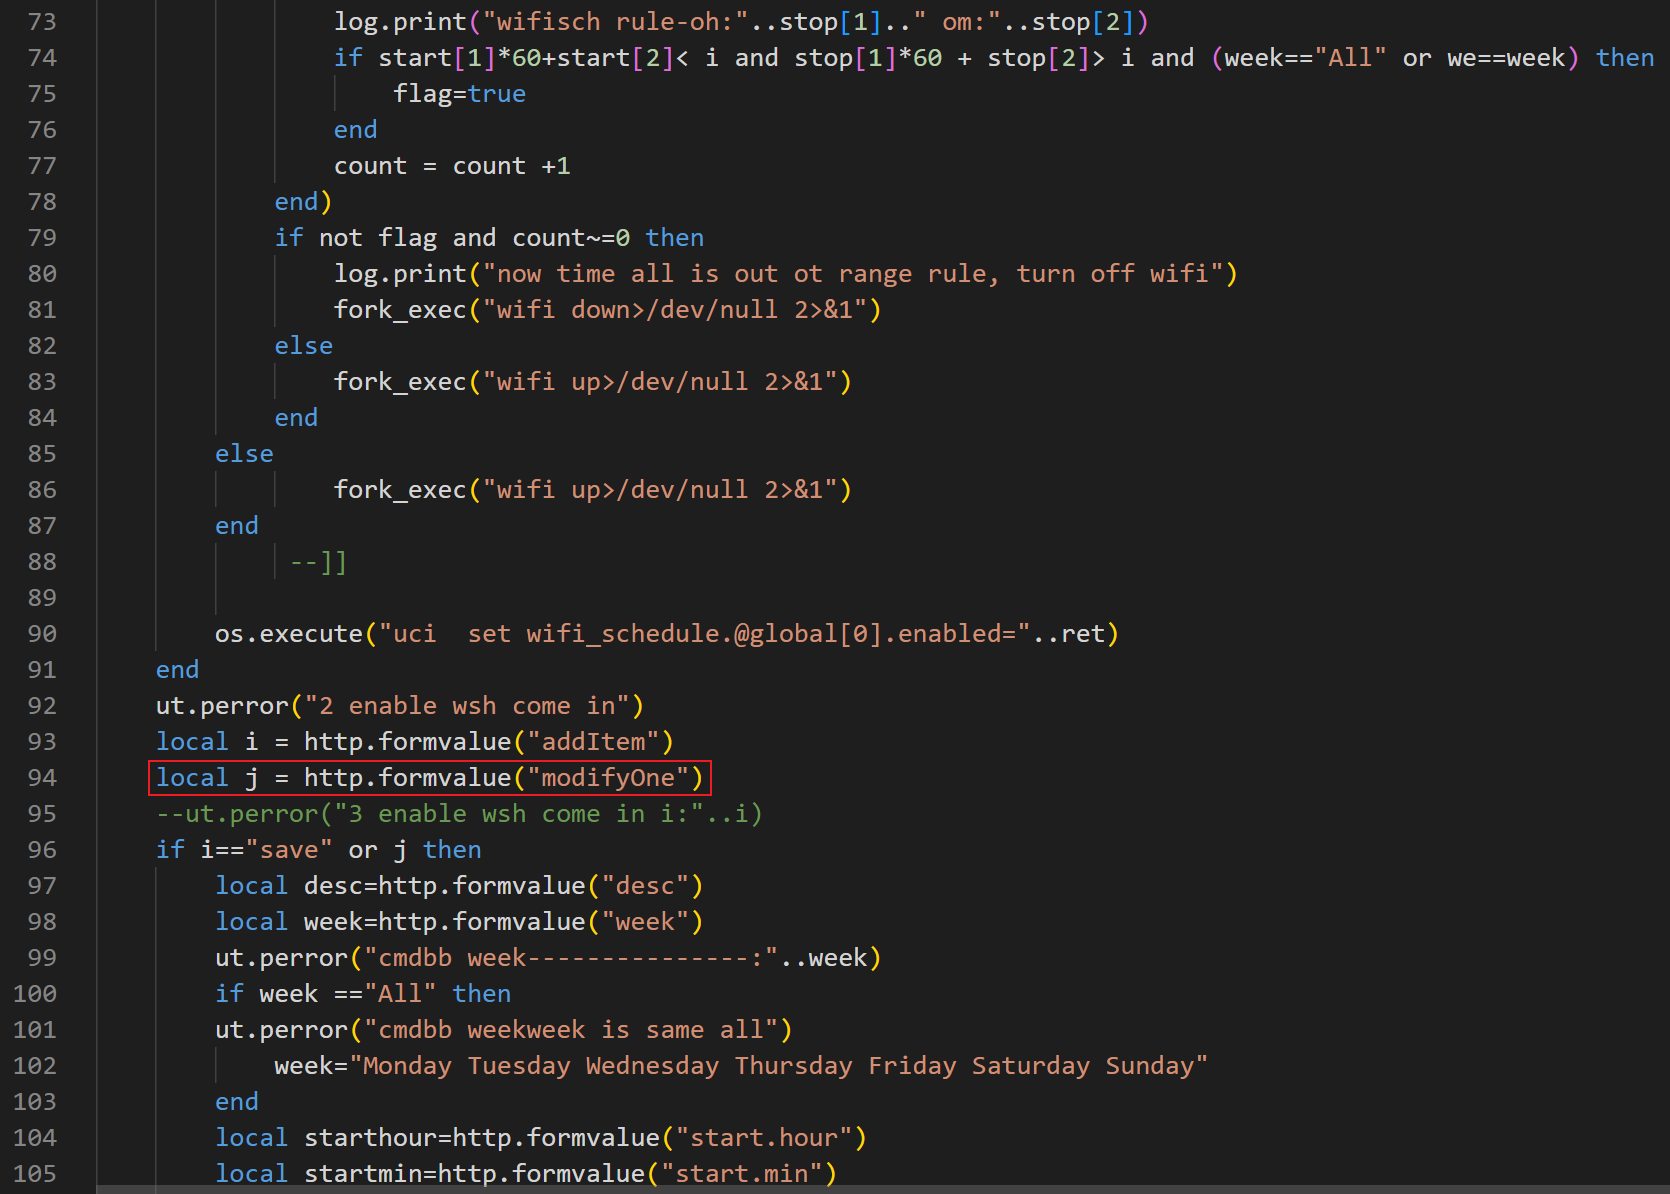 73 log.print("wifisch rule-oh:"..stop[1].." om:"..stop[2])
74 if start[1]*60+start[2]< i and stop[1]*60 + stop[2]> i and (week=="All" or we==week) then
75 flag=true
76 end
77 count = count +1
78 end)
79 if not flag and count~=0 then
80 log.print("now time all is out ot range rule, turn off wifi")
81 fork_exec("wifi down>/dev/null 2>&1")
82 else
83 fork_exec("wifi up>/dev/null 2>&1")
84 end
85 else
86 fork_exec("wifi up>/dev/null 2>&1")
87 end
88 --]]
89
90 os.execute("uci  set wifi_schedule.@global[0].enabled="..ret)
91 end
92 ut.perror("2 enable wsh come in")
93 local i = http.formvalue("addItem")
94 local j = http.formvalue("modifyOne")
95 --ut.perror("3 enable wsh come in i:"..i)
96 if i=="save" or j then
97 local desc=http.formvalue("desc")
98 local week=http.formvalue("week")
99 ut.perror("cmdbb week---------------:"..week)
100 if week =="All" then
101 ut.perror("cmdbb weekweek is same all")
102 week="Monday Tuesday Wednesday Thursday Friday Saturday Sunday"
103 end
104 local starthour=http.formvalue("start.hour")
105 local startmin=http.formvalue("start.min")